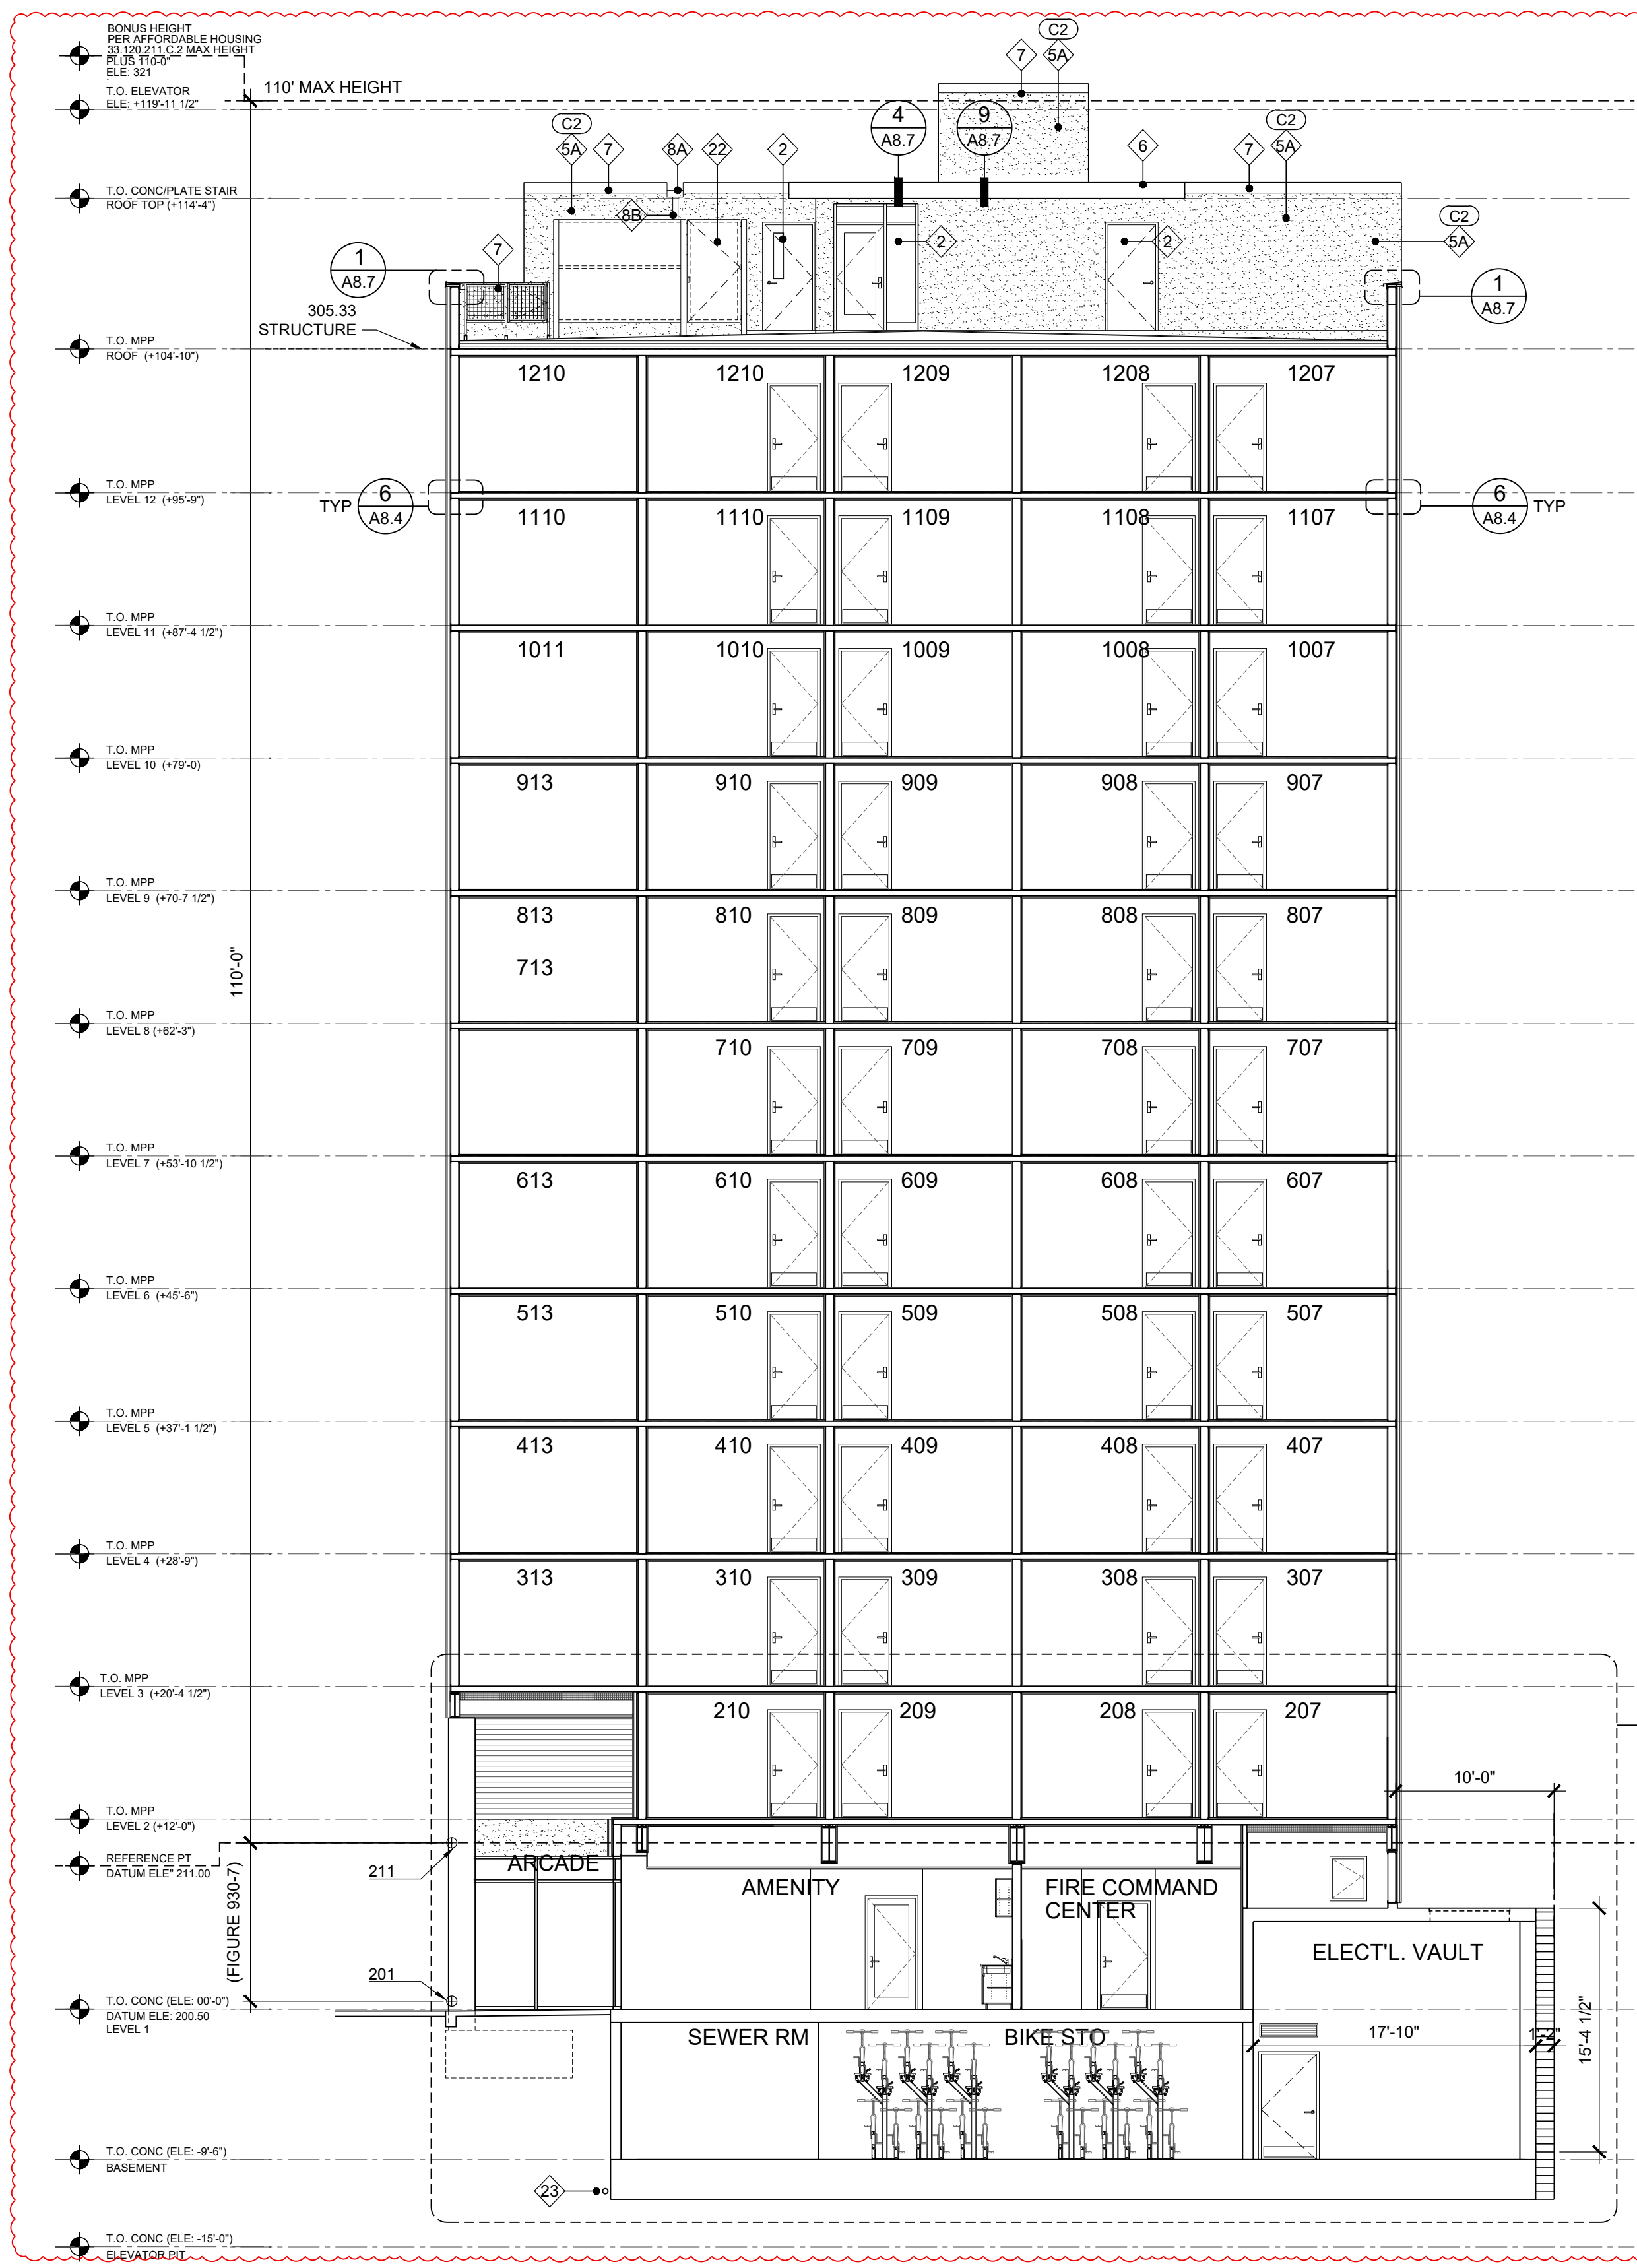 BONUS HEIGHT
PER AFFORDABLE HOUSING
33.120.211.C.2 MAX HEIGHT
PLUS 110-0"
ELE: 321
T.O. ELEVATOR
ELE: +119'-11 1/2"
110' MAX HEIGHT
C2
7
5A
4
A8.7
9
A8.7
C2
5A
7
8A
22
2
6
7
C2
5A
T.O. CONC/PLATE STAIR
ROOF TOP (+114'-4")
8B
2
2
C2
5A
1
A8.7
7
1
A8.7
305.33
STRUCTURE
T.O. MPP
ROOF (+104'-10")
1210
1210
1209
1208
1207
T.O. MPP
LEVEL 12 (+95'-9")
TYP
6
A8.4
6
A8.4
TYP
1110
1110
1109
1108
1107
T.O. MPP
LEVEL 11 (+87'-4 1/2")
1011
1010
1009
1008
1007
T.O. MPP
LEVEL 10 (+79'-0)
913
910
909
908
907
T.O. MPP
LEVEL 9 (+70-7 1/2")
813
810
809
808
807
713
110'-0"
T.O. MPP
LEVEL 8 (+62'-3")
710
709
708
707
T.O. MPP
LEVEL 7 (+53'-10 1/2")
613
610
609
608
607
T.O. MPP
LEVEL 6 (+45'-6")
513
510
509
508
507
T.O. MPP
LEVEL 5 (+37'-1 1/2")
413
410
409
408
407
T.O. MPP
LEVEL 4 (+28'-9")
313
310
309
308
307
T.O. MPP
LEVEL 3 (+20'-4 1/2")
210
209
208
207
10'-0"
T.O. MPP
LEVEL 2 (+12'-0")
REFERENCE PT
DATUM ELE" 211.00
211
ARCADE
AMENITY
FIRE COMMAND
CENTER
(FIGURE 930-7)
ELECT'L. VAULT
201
T.O. CONC (ELE: 00'-0")
DATUM ELE: 200.50
LEVEL 1
SEWER RM
BIKE STO
17'-10"
1'-2"
15'-4 1/2"
T.O. CONC (ELE: -9'-6")
BASEMENT
23
T.O. CONC (ELE: -15'-0")
ELEVATOR PIT